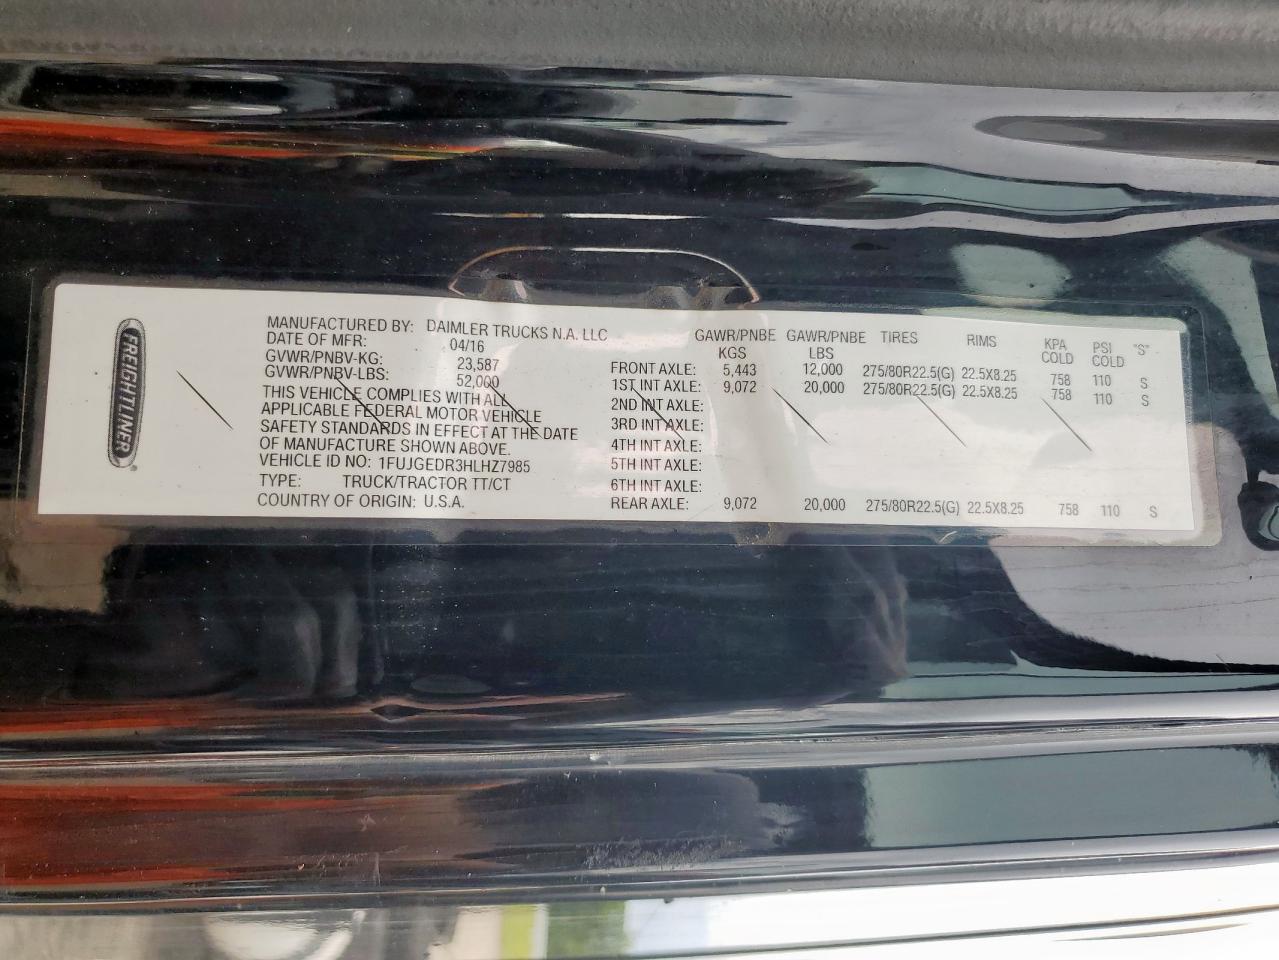 FREIGHTLINER
MANUFACTURED BY: DAIMLER TRUCKS N.A. LLC
DATE OF MFR: 04/16
GVWR/PNBV-KG: 23,587
GVWR/PNBV-LBS: 52,000
THIS VEHICLE COMPLIES WITH ALL
APPLICABLE FEDERAL MOTOR VEHICLE
SAFETY STANDARDS IN EFFECT AT THE DATE
OF MANUFACTURE SHOWN ABOVE.
VEHICLE ID NO: 1FUJGEDR3HLHZ7985
TYPE: TRUCK/TRACTOR TT/CT
COUNTRY OF ORIGIN: U.S.A.
GAWR/PNBE KGS GAWR/PNBE LBS TIRES RIMS KPA COLD PSI COLD "S"
FRONT AXLE: 5,443 12,000 275/80R22.5(G) 22.5X8.25 758 110 S
1ST INT AXLE: 9,072 20,000 275/80R22.5(G) 22.5X8.25 758 110 S
2ND INT AXLE:
3RD INT AXLE:
4TH INT AXLE:
5TH INT AXLE:
6TH INT AXLE:
REAR AXLE: 9,072 20,000 275/80R22.5(G) 22.5X8.25 758 110 S